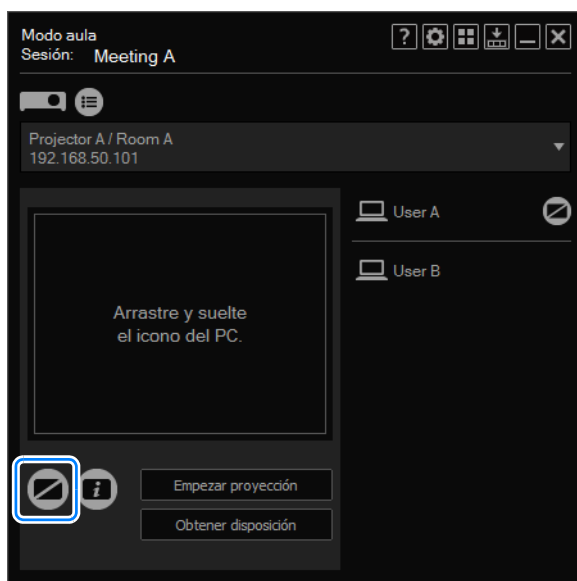 Modo aula
Sesión: Meeting A
?
Projector A / Room A
192.168.50.101
User A
User B
Arrastre y suelte
el icono del PC.
i
Empezar proyección
Obtener disposición